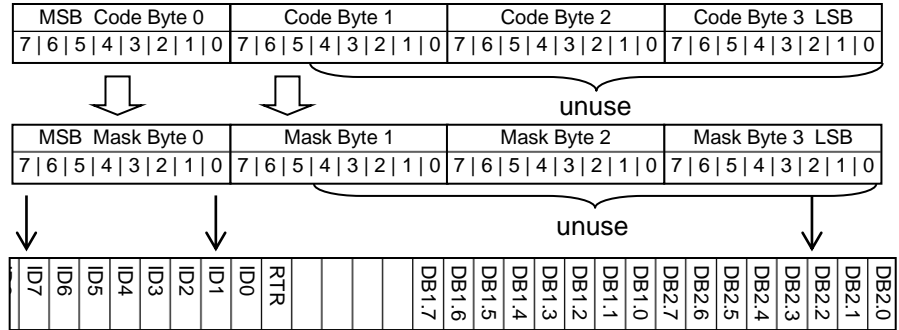 MSB Code Byte 0 Code Byte 1 Code Byte 2 Code Byte 3 LSB
7|6|5|4|3|2|1|0 7|6|5|4|3|2|1|0 7|6|5|4|3|2|1|0 7|6|5|4|3|2|1|0
unuse
MSB Mask Byte 0 Mask Byte 1 Mask Byte 2 Mask Byte 3 LSB
7|6|5|4|3|2|1|0 7|6|5|4|3|2|1|0 7|6|5|4|3|2|1|0 7|6|5|4|3|2|1|0
unuse
ID7 ID6 ID5 ID4 ID3 ID2 ID1 ID0 RTR DB1.7 DB1.6 DB1.5 DB1.4 DB1.3 DB1.2 DB1.1 DB1.0 DB2.7 DB2.6 DB2.5 DB2.4 DB2.3 DB2.2 DB2.1 DB2.0